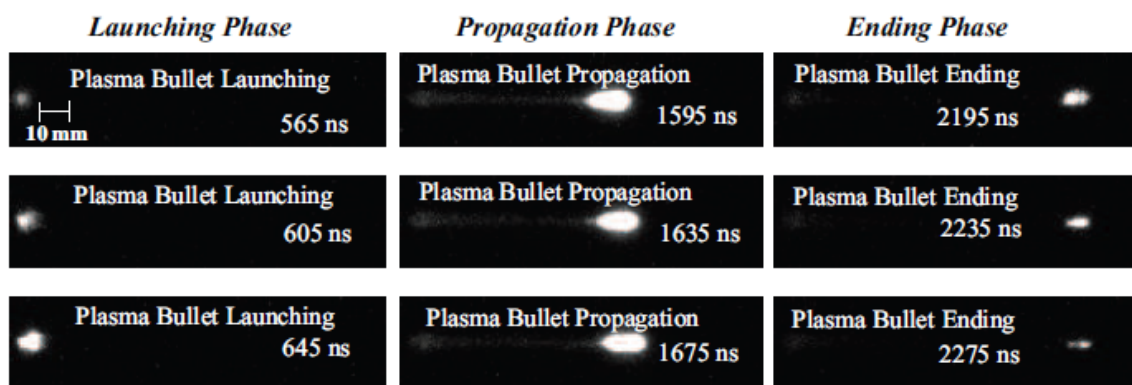 Launching Phase
Propagation Phase
Ending Phase
Plasma Bullet Launching
10 mm
565 ns
Plasma Bullet Propagation
1595 ns
Plasma Bullet Ending
2195 ns
Plasma Bullet Launching
605 ns
Plasma Bullet Propagation
1635 ns
Plasma Bullet Ending
2235 ns
Plasma Bullet Launching
645 ns
Plasma Bullet Propagation
1675 ns
Plasma Bullet Ending
2275 ns